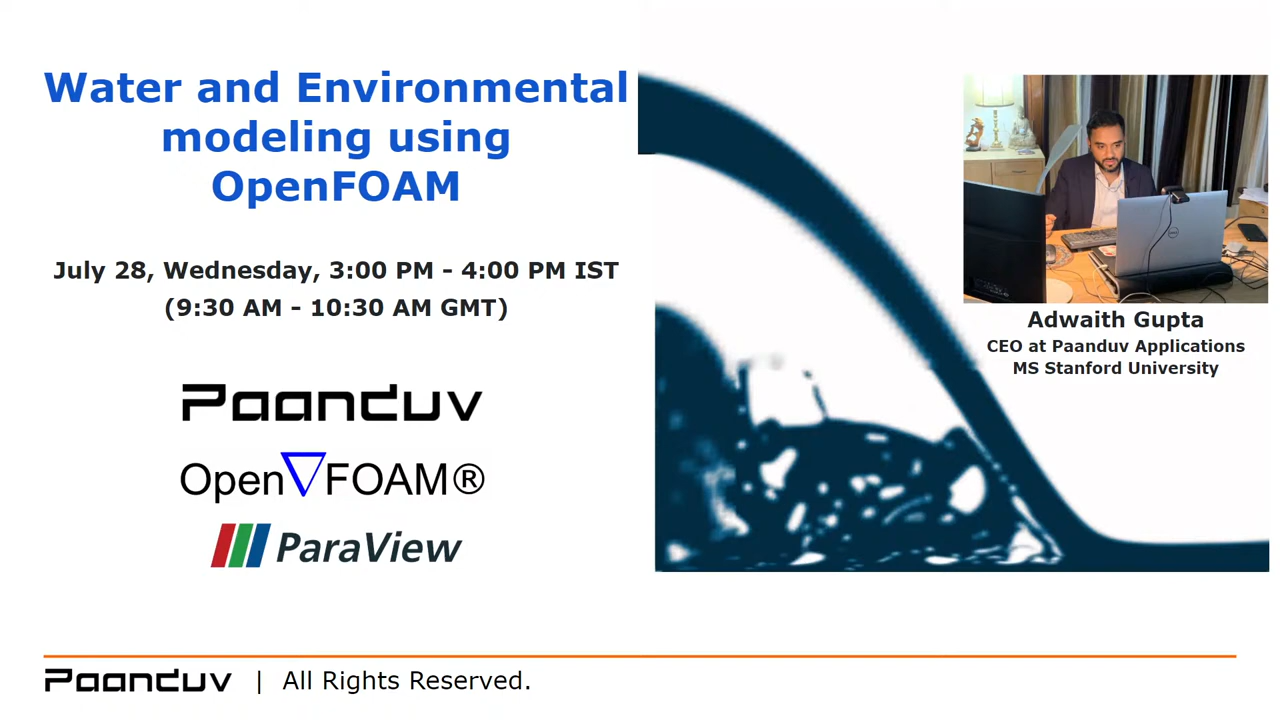 Water and Environmental
modeling using
OpenFOAM
July 28, Wednesday, 3:00 PM - 4:00 PM IST
(9:30 AM - 10:30 AM GMT)
Paanduv
Open∇FOAM®
ParaView
Adwaith Gupta
CEO at Paanduv Applications
MS Stanford University
Paanduv | All Rights Reserved.